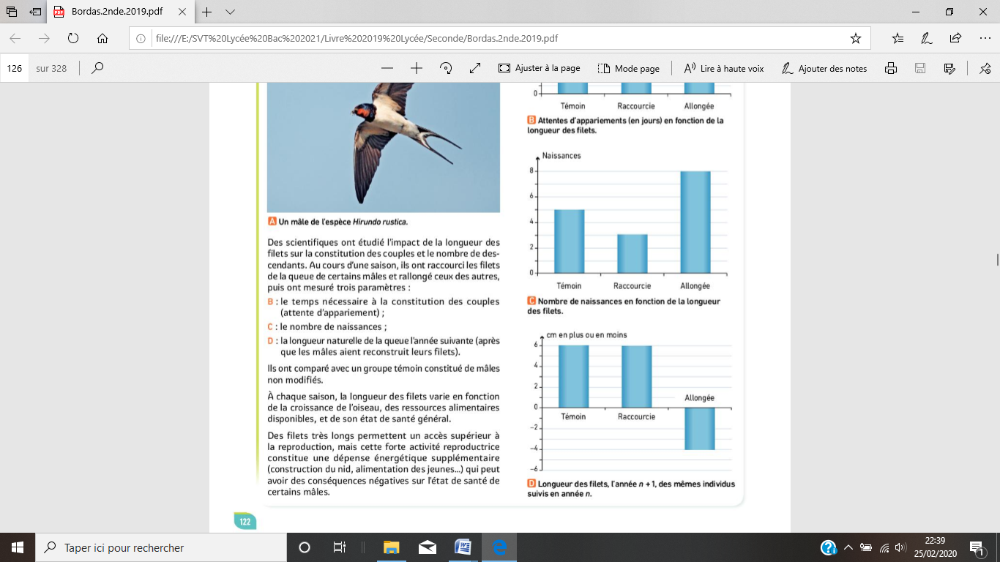 Bordas.2nde.2019.pdf
file:///E:/SVT%20Lycée%20Bac%202021/Livre%202019%20Lycée/Seconde/Bordas.2nde.2019.pdf
126 sur 328
Ajuster à la page
Mode page
Lire à haute voix
Ajouter des notes
A Un mâle de l'espèce Hirundo rustica.
Des scientifiques ont étudié l'impact de la longueur des
filets sur la constitution des couples et le nombre de des-
cendants. Au cours d'une saison, ils ont raccourci les filets
de la queue de certains mâles et rallongé ceux des autres,
puis ont mesuré trois paramètres :
B : le temps nécessaire à la constitution des couples
(attente d'appariement) ;
C : le nombre de naissances ;
D : la longueur naturelle de la queue l'année suivante (après
que les mâles aient reconstruit leurs filets).
Ils ont comparé avec un groupe témoin constitué de mâles
non modifiés.
À chaque saison, la longueur des filets varie en fonction
de la croissance de l'oiseau, des ressources alimentaires
disponibles, et de son état de santé général.
Des filets très longs permettent un accès supérieur à
la reproduction, mais cette forte activité reproductrice
constitue une dépense énergétique supplémentaire
(construction du nid, alimentation des jeunes...) qui peut
avoir des conséquences négatives sur l'état de santé de
certains mâles.
122
0
Témoin Raccourcie Allongée
B Attentes d'appariements (en jours) en fonction de la
longueur des filets.
Naissances
8
6
4
2
0
Témoin Raccourcie Allongée
C Nombre de naissances en fonction de la longueur
des filets.
cm en plus ou en moins
6
4
2
0
Allongée
Témoin Raccourcie
–2
–4
–6
D Longueur des filets, l'année n + 1, des mêmes individus
suivis en année n.
Taper ici pour rechercher
22:39
25/02/2020
1